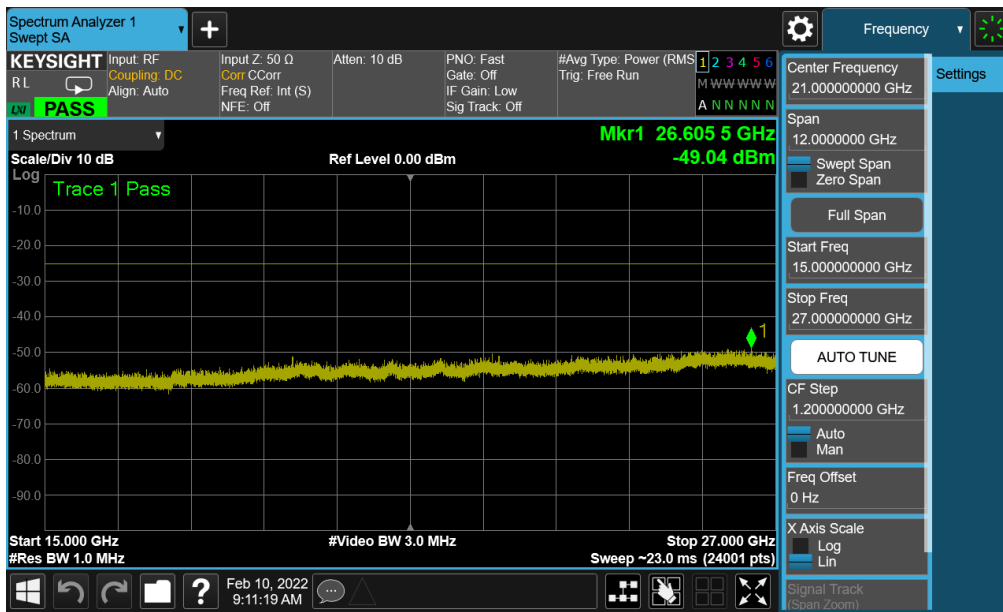 Spectrum Analyzer 1
Swept SA
+
Frequency
KEYSIGHT
R L
LXI
PASS
Input: RF
Coupling: DC
Align: Auto
Input Z: 50 Ω
Corr CCorr
Freq Ref: Int (S)
NFE: Off
Atten: 10 dB
PNO: Fast
Gate: Off
IF Gain: Low
Sig Track: Off
#Avg Type: Power (RMS
Trig: Free Run
1 2 3 4 5 6
M W W W W W
A N N N N N
1 Spectrum
Scale/Div 10 dB
Ref Level 0.00 dBm
Mkr1 26.605 5 GHz
-49.04 dBm
Log
Trace 1 Pass
-10.0
-20.0
-30.0
-40.0
-50.0
-60.0
-70.0
-80.0
-90.0
1
Start 15.000 GHz
#Res BW 1.0 MHz
#Video BW 3.0 MHz
Stop 27.000 GHz
Sweep ~23.0 ms (24001 pts)
?
Feb 10, 2022
9:11:19 AM
Center Frequency
21.000000000 GHz
Span
12.0000000 GHz
Swept Span
Zero Span
Full Span
Start Freq
15.000000000 GHz
Stop Freq
27.000000000 GHz
AUTO TUNE
CF Step
1.200000000 GHz
Auto
Man
Freq Offset
0 Hz
X Axis Scale
Log
Lin
Signal Track
(Span Zoom)
Settings